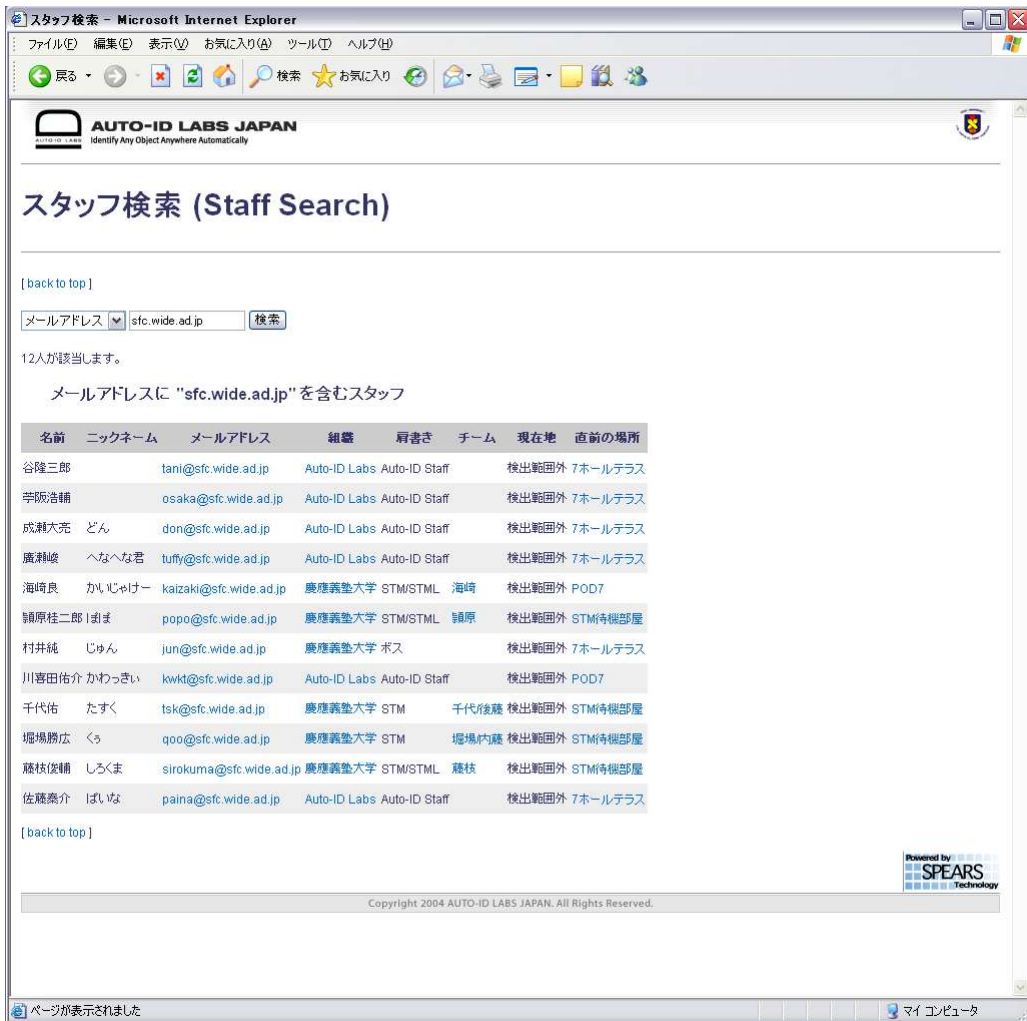 スタッフ検索 - Microsoft Internet Explorer
ファイル(F) 編集(E) 表示(V) お気に入り(A) ツール(T) ヘルプ(H)
戻る 検索 お気に入り
AUTO-ID LABS
AUTO-ID LABS JAPAN
Identify Any Object Anywhere Automatically
スタッフ検索 (Staff Search)
[ back to top ]
メールアドレス sfc.wide.ad.jp 検索
12人が該当します。
メールアドレスに "sfc.wide.ad.jp" を含むスタッフ
名前 ニックネーム メールアドレス 組織 肩書き チーム 現在地 直前の場所
谷隆三郎 tani@sfc.wide.ad.jp Auto-ID Labs Auto-ID Staff 検出範囲外 7ホールテラス
苧阪浩輔 osaka@sfc.wide.ad.jp Auto-ID Labs Auto-ID Staff 検出範囲外 7ホールテラス
成瀬大亮 どん don@sfc.wide.ad.jp Auto-ID Labs Auto-ID Staff 検出範囲外 7ホールテラス
廣瀬峻 へなへな君 tuffy@sfc.wide.ad.jp Auto-ID Labs Auto-ID Staff 検出範囲外 7ホールテラス
海崎良 かいじゃけー kaizaki@sfc.wide.ad.jp 慶應義塾大学 STM/STML 海崎 検出範囲外 POD7
頴原桂二郎 ぽぽ popo@sfc.wide.ad.jp 慶應義塾大学 STM/STML 頴原 検出範囲外 STM待機部屋
村井純 じゅん jun@sfc.wide.ad.jp 慶應義塾大学 ボス 検出範囲外 7ホールテラス
川喜田佑介 かわっきぃ kwkt@sfc.wide.ad.jp Auto-ID Labs Auto-ID Staff 検出範囲外 POD7
千代佑 たすく tsk@sfc.wide.ad.jp 慶應義塾大学 STM 千代/後藤 検出範囲外 STM待機部屋
堀場勝広 くぅ qoo@sfc.wide.ad.jp 慶應義塾大学 STM 堀場/内藤 検出範囲外 STM待機部屋
藤枝俊輔 しろくま sirokuma@sfc.wide.ad.jp 慶應義塾大学 STM/STML 藤枝 検出範囲外 STM待機部屋
佐藤泰介 ぱいな paina@sfc.wide.ad.jp Auto-ID Labs Auto-ID Staff 検出範囲外 7ホールテラス
[ back to top ]
Powered by
SPEARS
Technology
Copyright 2004 AUTO-ID LABS JAPAN. All Rights Reserved.
ページが表示されました マイ コンピュータ